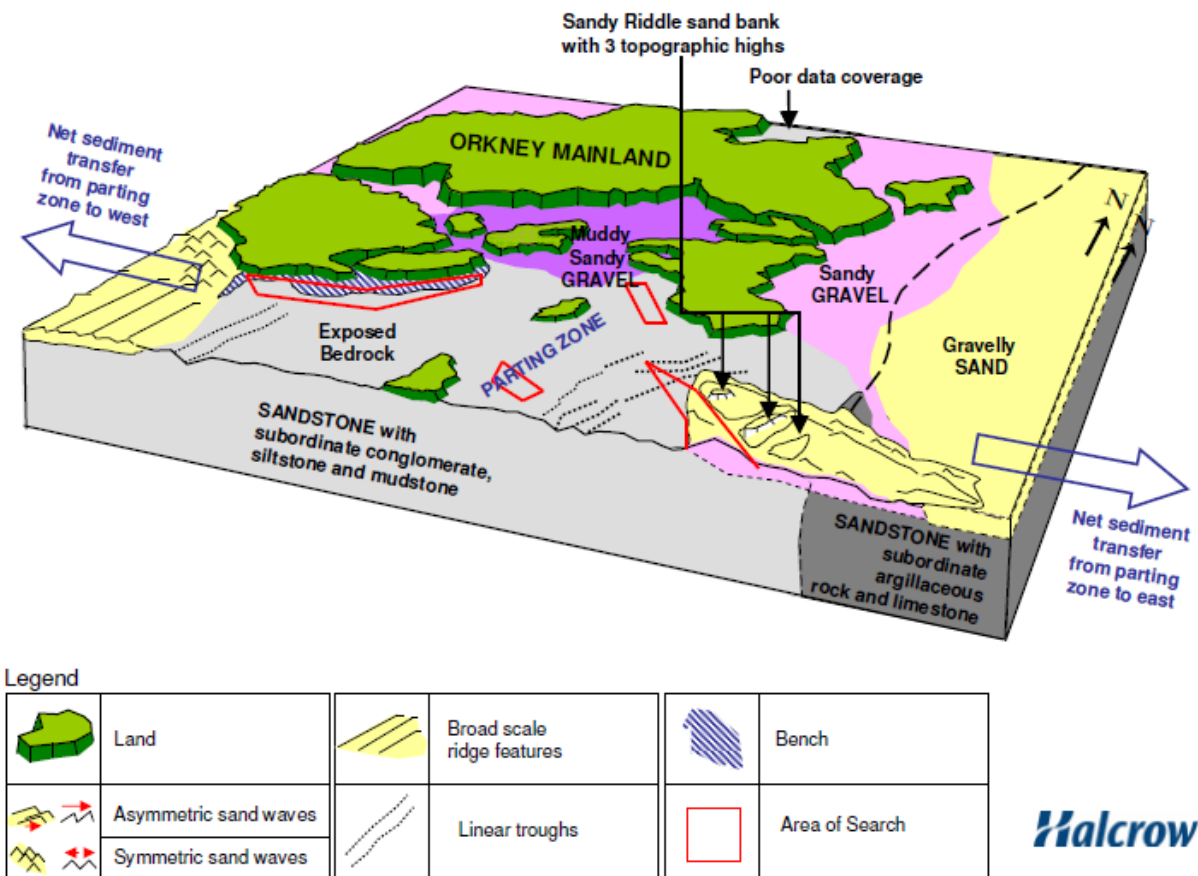 Sandy Riddle sand bank
with 3 topographic highs
Poor data coverage
Net sediment
transfer
from parting
zone to west
ORKNEY MAINLAND
N
N
Muddy
Sandy
GRAVEL
Sandy
GRAVEL
Gravelly
SAND
Exposed
Bedrock
PARTING ZONE
SANDSTONE with
subordinate conglomerate,
siltstone and mudstone
SANDSTONE with
subordinate
argillaceous
rock and limestone
Net sediment
transfer
from parting
zone to east
Legend
Land
Broad scale
ridge features
Bench
Asymmetric sand waves
Symmetric sand waves
Linear troughs
Area of Search
Halcrow